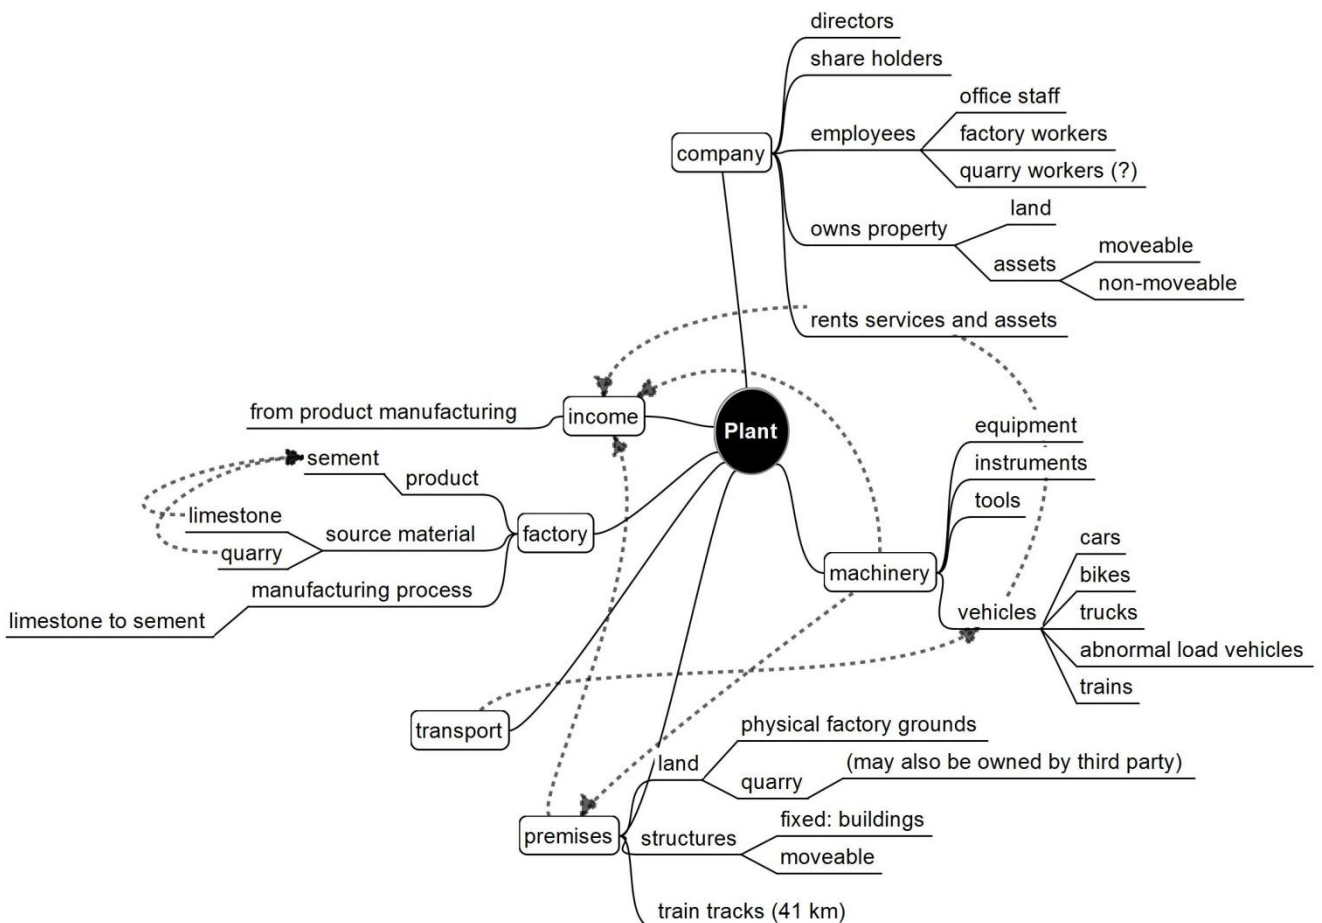 directors
share holders
office staff
employees
factory workers
company
quarry workers (?)
land
owns property
moveable
assets
non-moveable
rents services and assets
from product manufacturing
income
Plant
equipment
sement
instruments
product
tools
limestone
source material
factory
cars
quarry
machinery
bikes
manufacturing process
vehicles
trucks
limestone to sement
abnormal load vehicles
trains
transport
physical factory grounds
land
(may also be owned by third party)
quarry
fixed: buildings
premises
structures
moveable
train tracks (41 km)